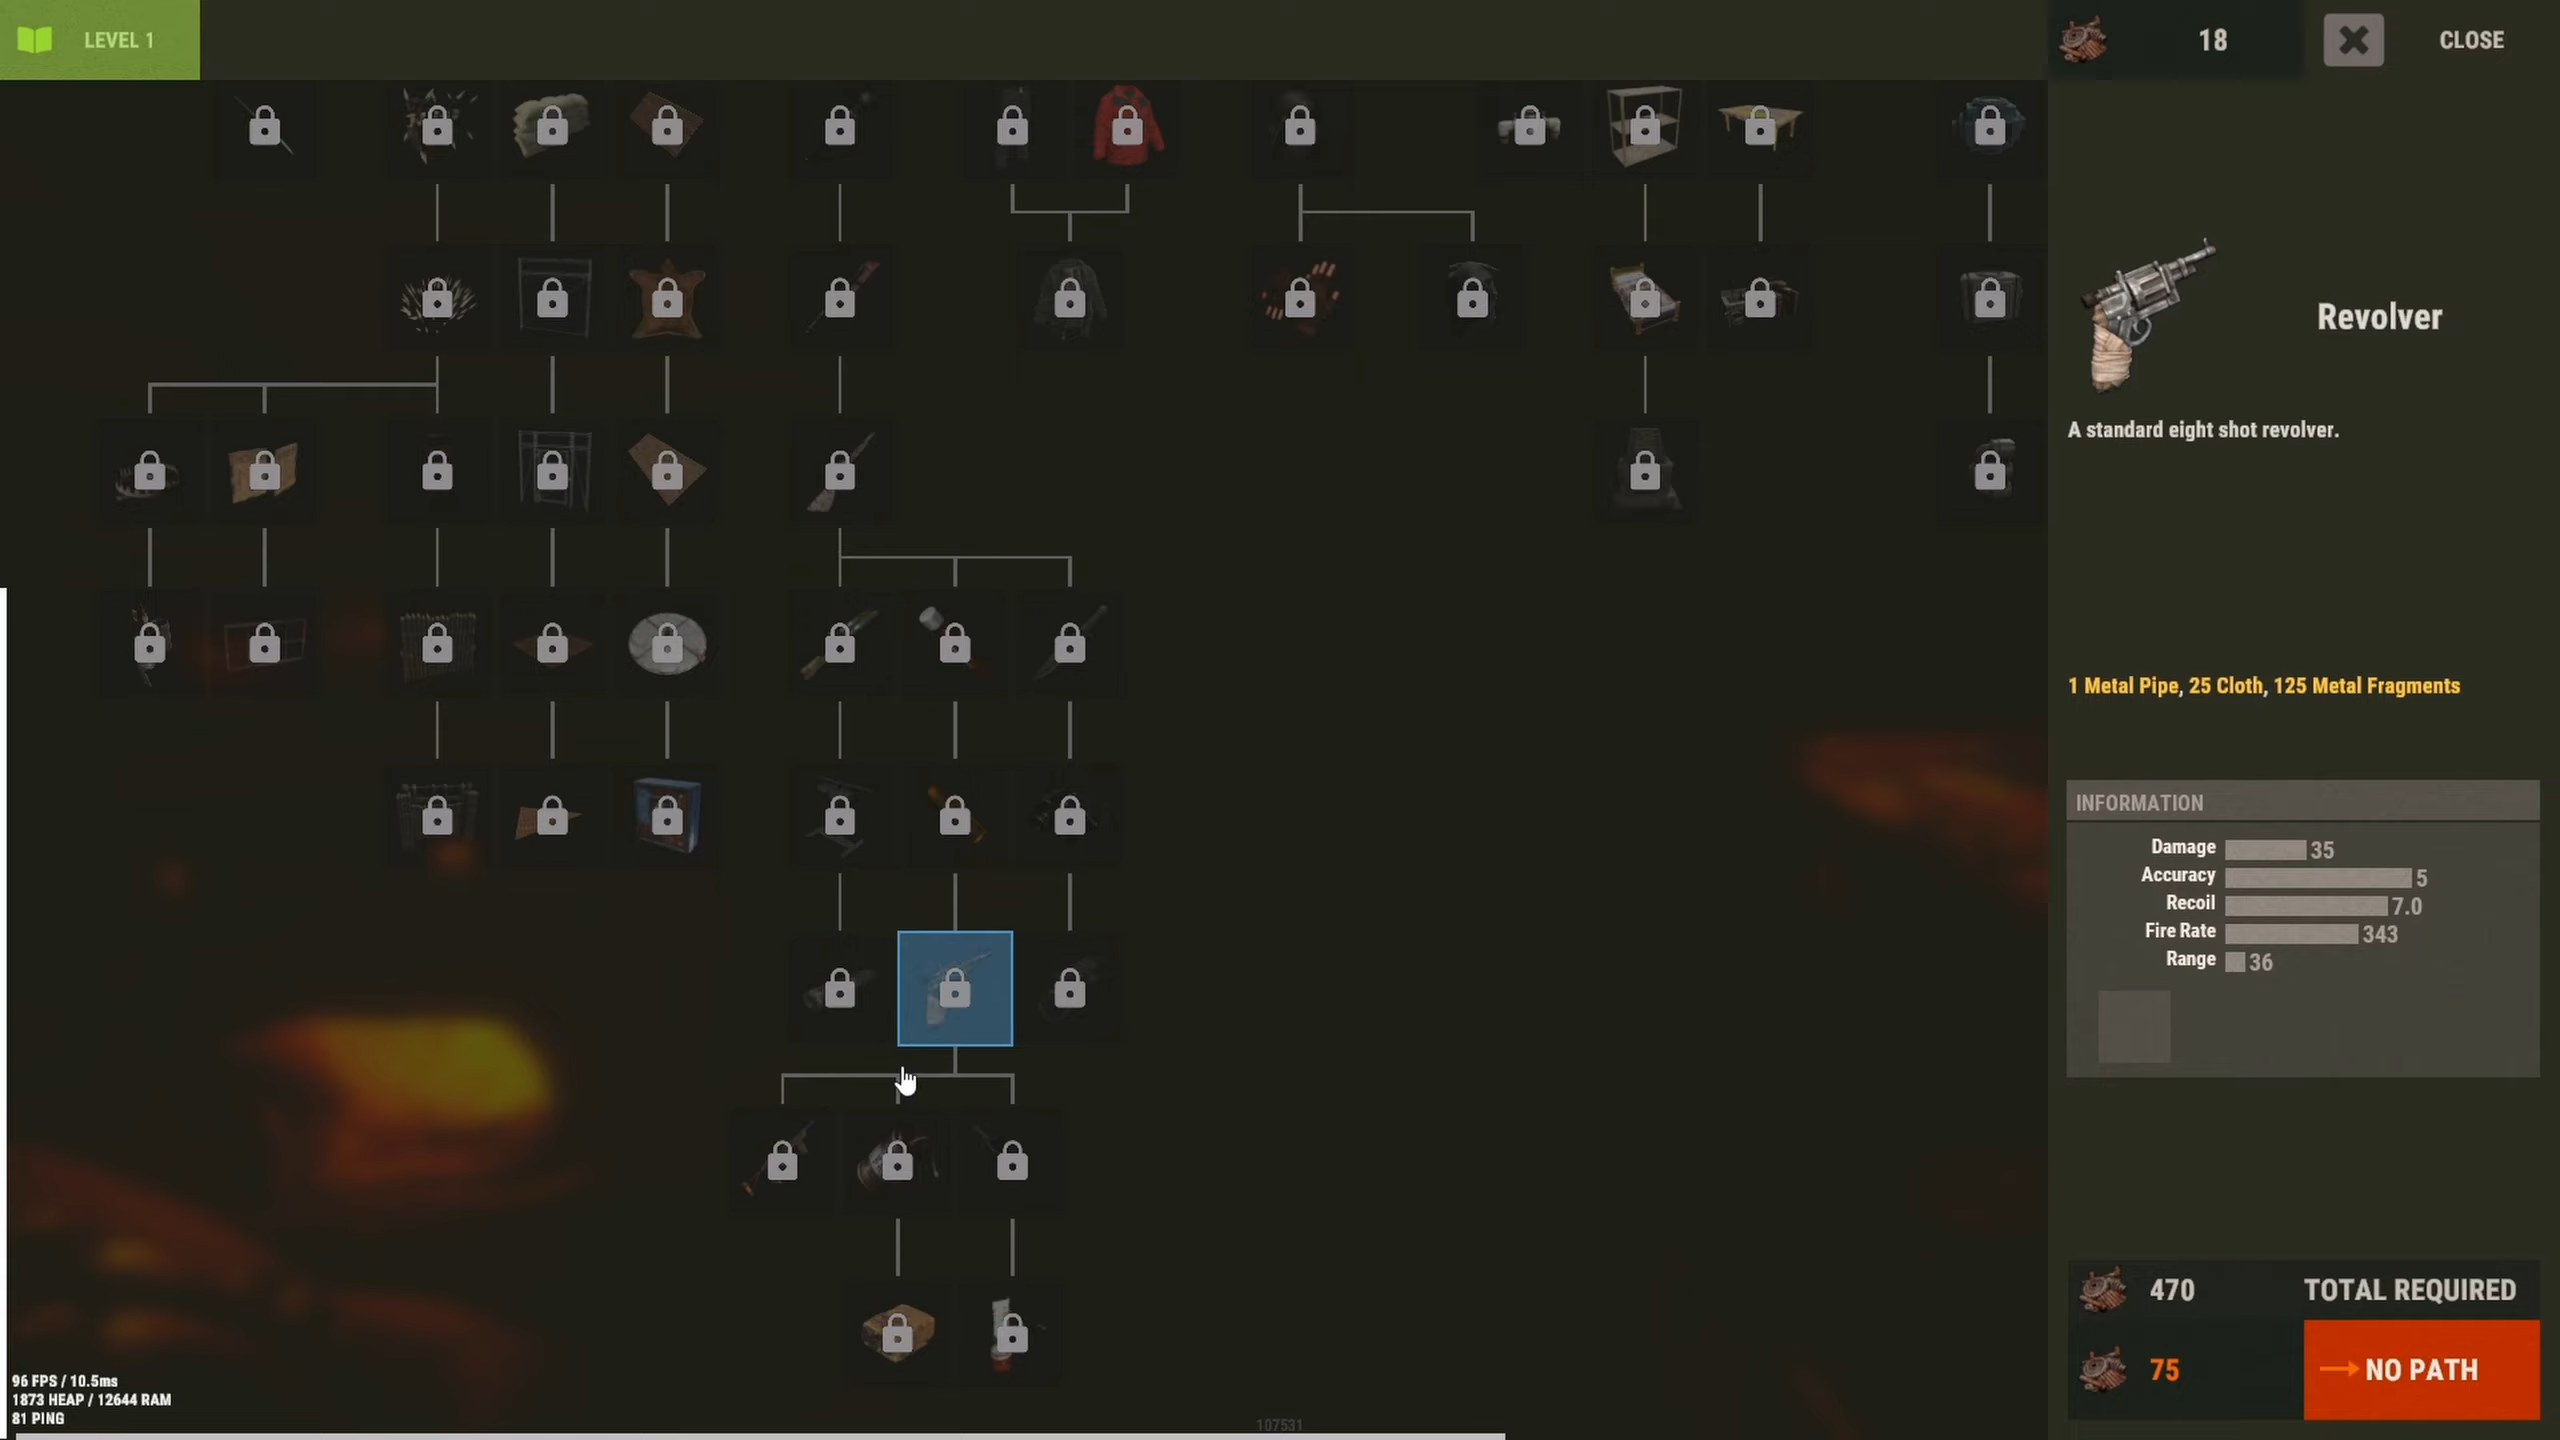 LEVEL 1
18
CLOSE
Revolver
A standard eight shot revolver.
1 Metal Pipe, 25 Cloth, 125 Metal Fragments
INFORMATION
Damage 35
Accuracy 5
Recoil 7.0
Fire Rate 343
Range 36
470 TOTAL REQUIRED
75 NO PATH
96 FPS / 10.5ms
1873 HEAP / 12644 RAM
81 PING
107531